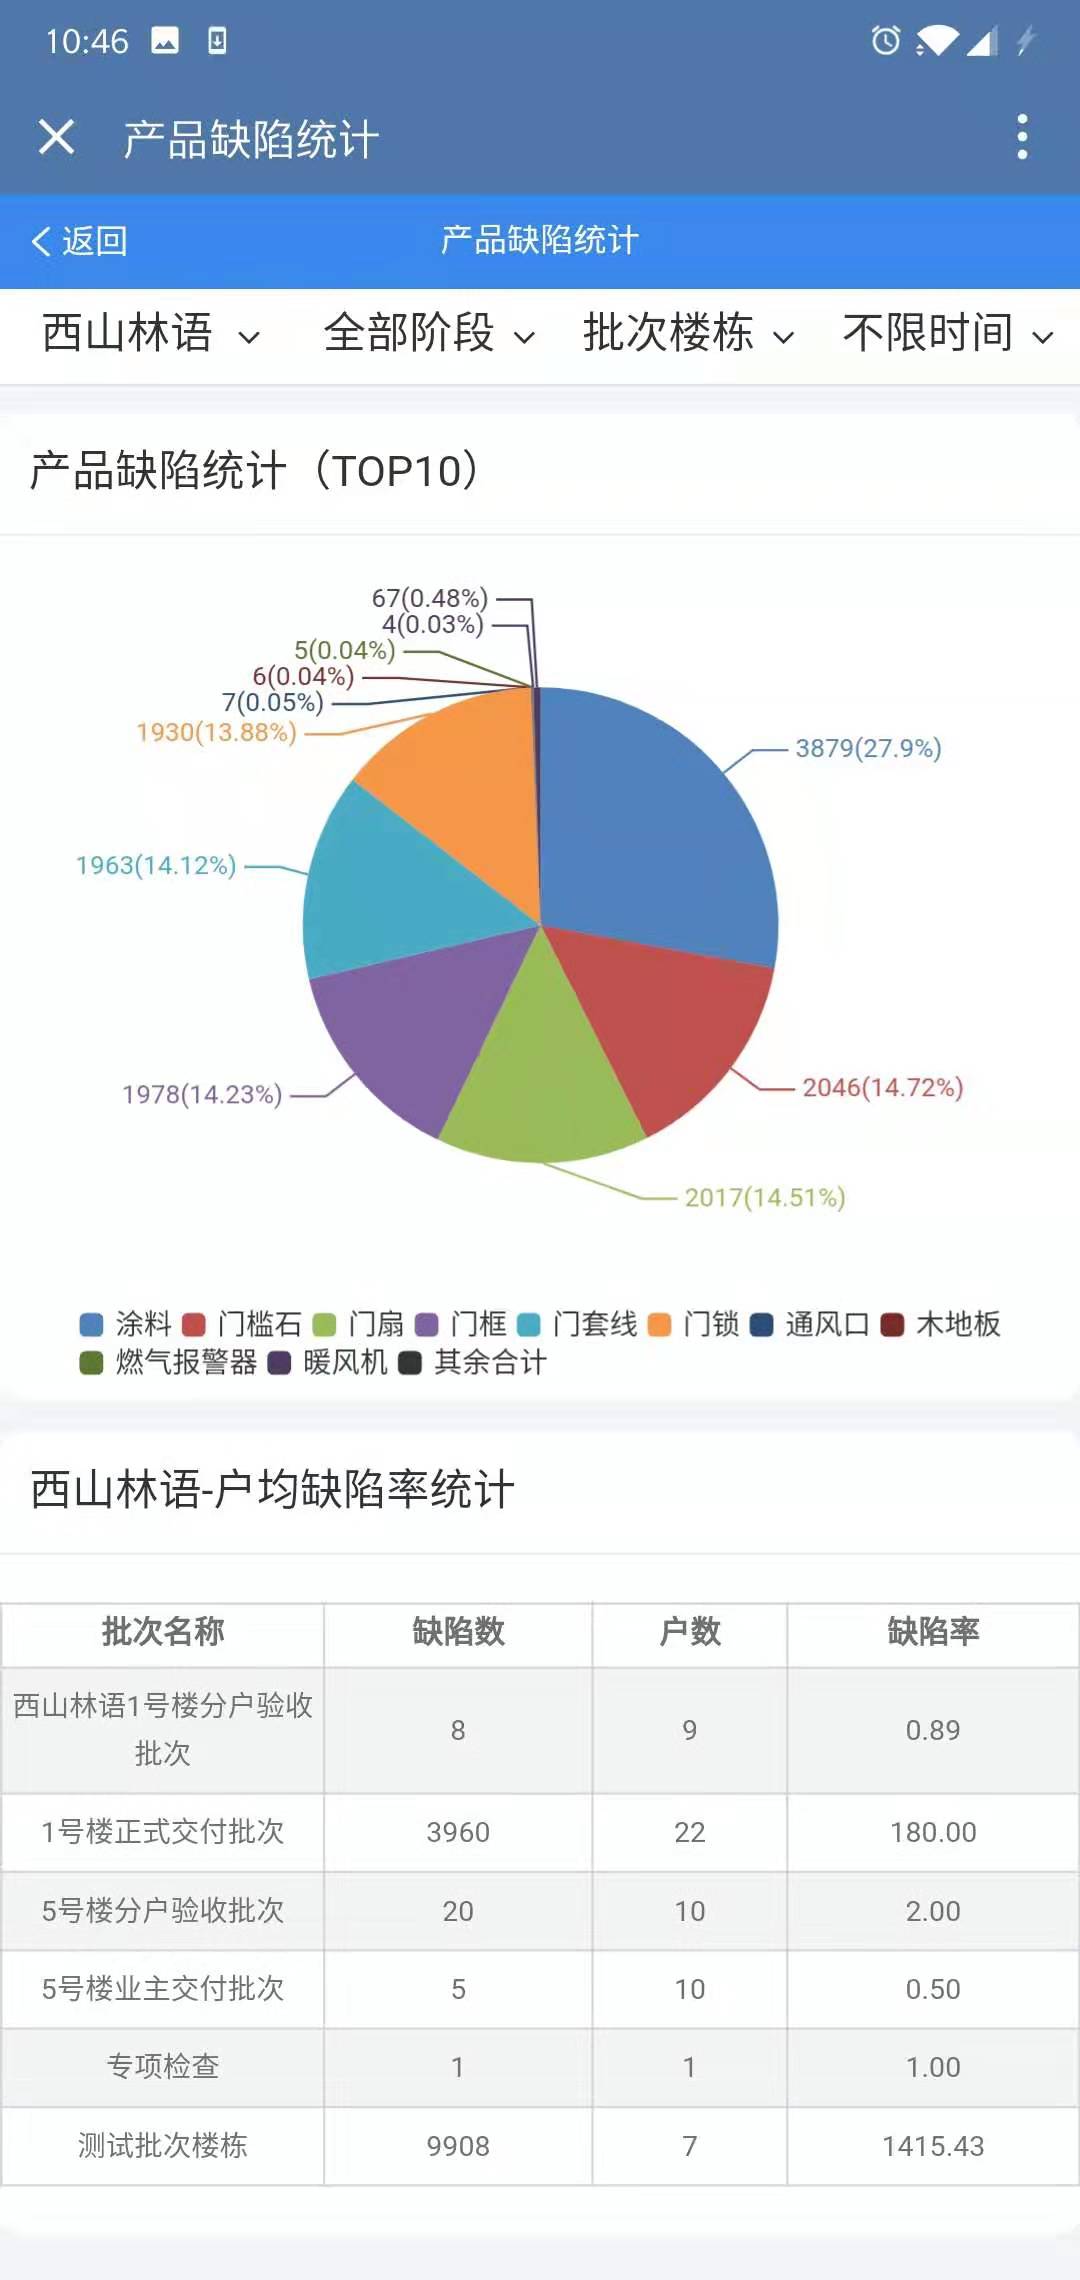 10:46
产品缺陷统计
返回 产品缺陷统计
西山林语 全部阶段 批次楼栋 不限时间
产品缺陷统计（TOP10）
67(0.48%)
4(0.03%)
5(0.04%)
6(0.04%)
7(0.05%)
1930(13.88%)
3879(27.9%)
1963(14.12%)
1978(14.23%)
2046(14.72%)
2017(14.51%)
涂料 门槛石 门扇 门框 门套线 门锁 通风口 木地板
燃气报警器 暖风机 其余合计
西山林语-户均缺陷率统计
批次名称 缺陷数 户数 缺陷率
西山林语1号楼分户验收
批次 8 9 0.89
1号楼正式交付批次 3960 22 180.00
5号楼分户验收批次 20 10 2.00
5号楼业主交付批次 5 10 0.50
专项检查 1 1 1.00
测试批次楼栋 9908 7 1415.43